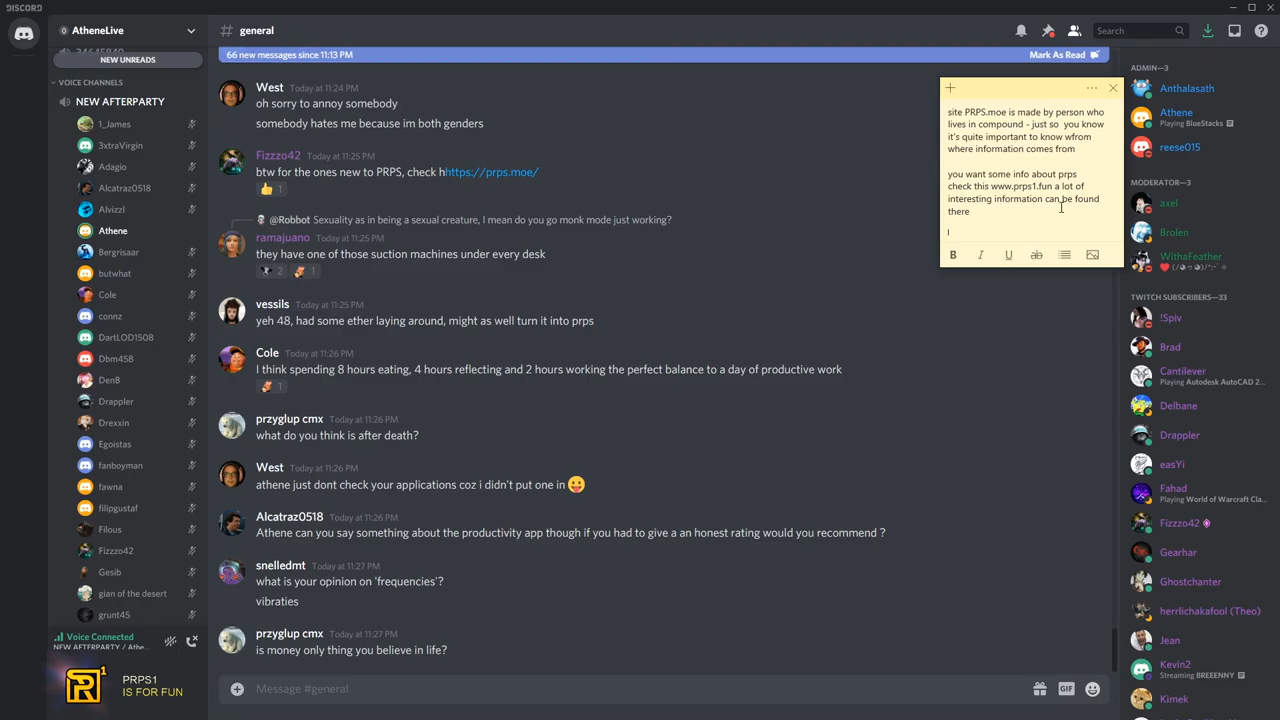 DISCORD
AtheneLive
general
Search
NEW UNREADS
66 new messages since 11:13 PM
Mark As Read
VOICE CHANNELS
NEW AFTERPARTY
1_James
3xtraVirgin
Adagio
Alcatraz0518
Alvizzl
Athene
Bergrisaar
butwhat
Cole
connz
DartLOD1508
Dbm458
DenB
Drappler
Drexxin
Egoistas
fanboyman
fawna
filipgustaf
Filous
Fizzzo42
Gesib
gian of the desert
grunt45
Voice Connected
NEW AFTERPARTY / Athe...
PRPS1
IS FOR FUN
West Today at 11:24 PM
oh sorry to annoy somebody
somebody hates me because im both genders
Fizzzo42 Today at 11:25 PM
btw for the ones new to PRPS, check hhttps://prps.moe/
1
@Robbot Sexuality as in being a sexual creature, I mean do you go monk mode just working?
ramajuano Today at 11:25 PM
they have one of those suction machines under every desk
2 1
vessils Today at 11:25 PM
yeh 48, had some ether laying around, might as well turn it into prps
Cole Today at 11:26 PM
I think spending 8 hours eating, 4 hours reflecting and 2 hours working the perfect balance to a day of productive work
1
przyglup cmx Today at 11:26 PM
what do you think is after death?
West Today at 11:26 PM
athene just dont check your applications coz i didn't put one in
Alcatraz0518 Today at 11:26 PM
Athene can you say something about the productivity app though if you had to give a an honest rating would you recommend ?
snelledmt Today at 11:27 PM
what is your opinion on 'frequencies'?
vibraties
przyglup cmx Today at 11:27 PM
is money only thing you believe in life?
Message #general
GIF
site PRPS.moe is made by person who
lives in compound - just so you know
it's quite important to know wfrom
where information comes from
you want some info about prps
check this www.prps1.fun a lot of
interesting information can be found
there
B I U ab
ADMIN—3
Anthalasath
Athene
Playing BlueStacks
reese015
MODERATOR—3
axel
Brolen
WithaFeather
TWITCH SUBSCRIBERS—33
!Spiv
Brad
Cantilever
Playing Autodesk AutoCAD 2...
Delbane
Drappler
easYi
Fahad
Playing World of Warcraft Cla...
Fizzzo42
Gearhar
Ghostchanter
herrlichakafool (Theo)
Jean
Kevin2
Streaming BREEENNY
Kimek